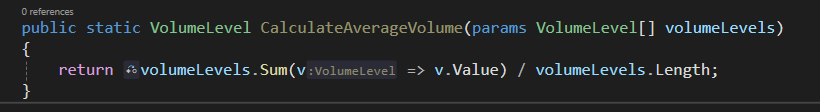 0 references
public static VolumeLevel CalculateAverageVolume(params VolumeLevel[] volumeLevels)
{
return volumeLevels.Sum(v:VolumeLevel => v.Value) / volumeLevels.Length;
}